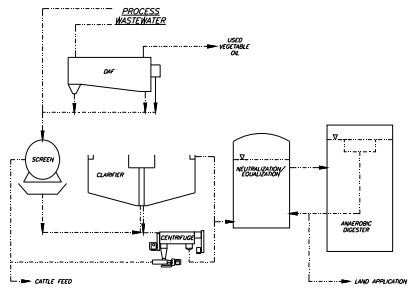 PROCESS
WASTEWATER
USED
VEGETABLE
OIL
DAF
SCREEN
CLARIFIER
NEUTRALIZATION/
EQUALIZATION
CENTRIFUGE
ANAEROBIC
DIGESTER
CATTLE FEED
LAND APPLICATION